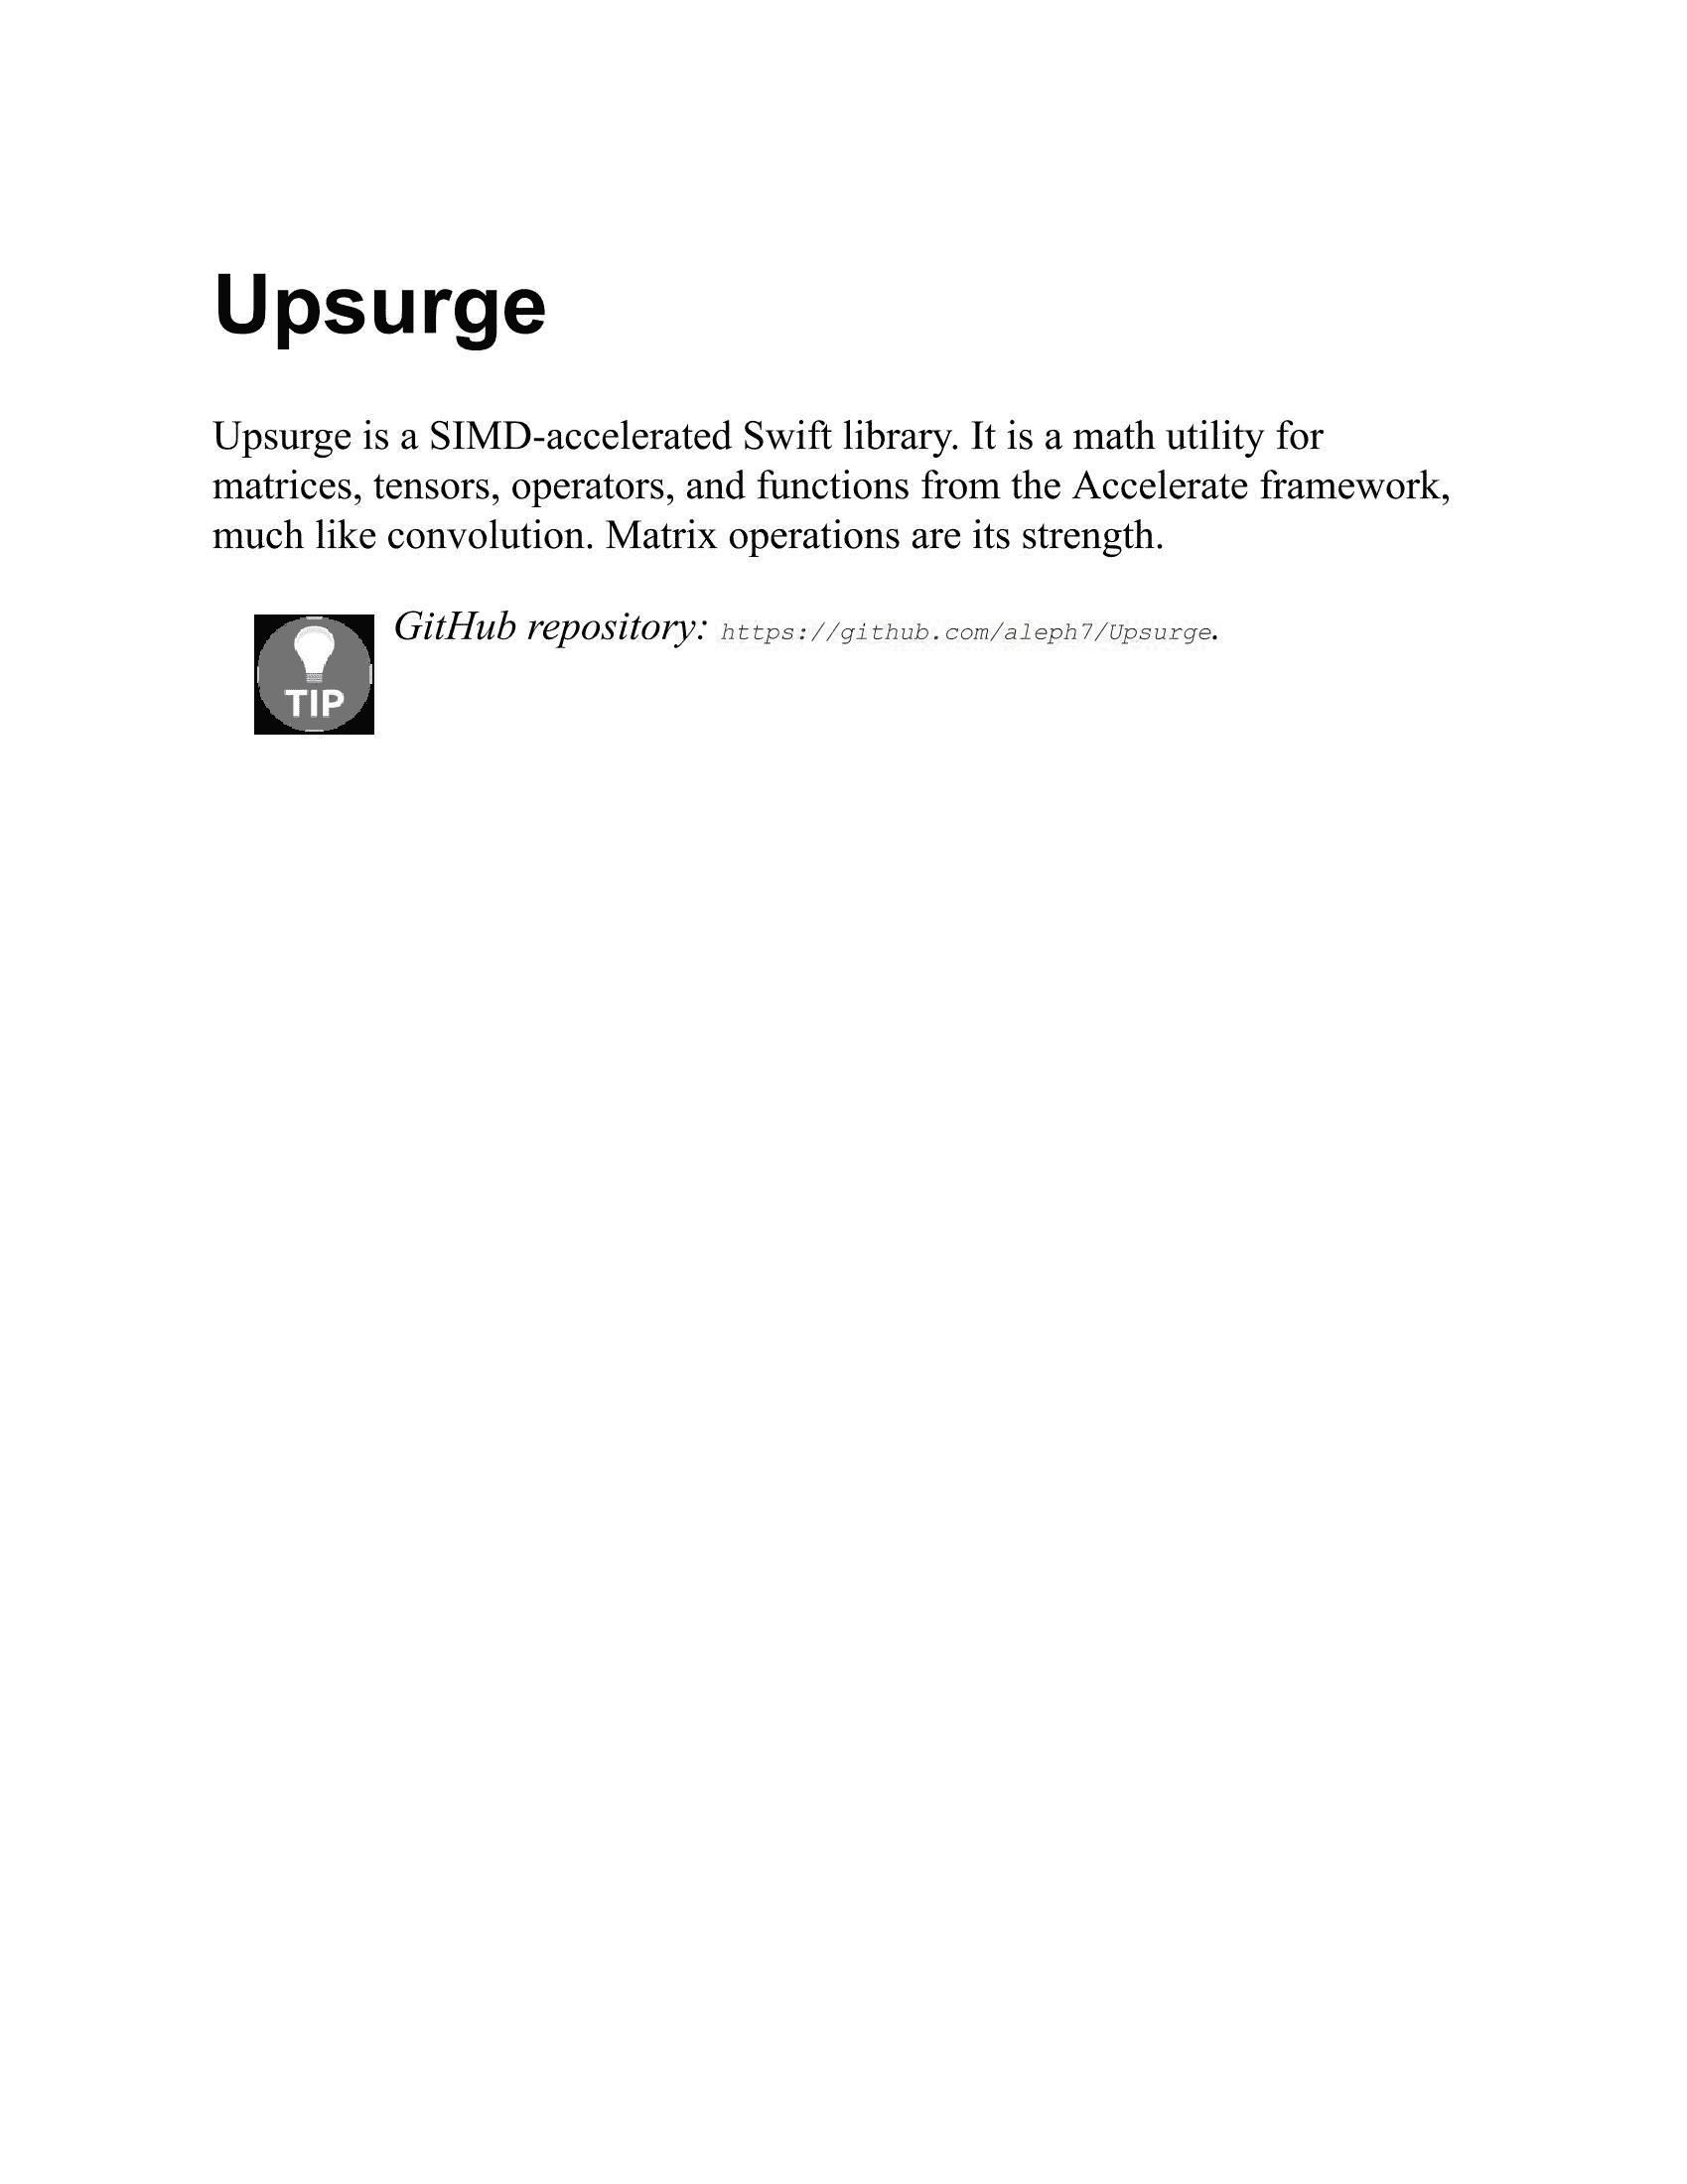 Upsurge
Upsurge is a SIMD-accelerated Swift library. It is a math utility for
matrices, tensors, operators, and functions from the Accelerate framework,
much like convolution. Matrix operations are its strength.
GitHub repository: https://github.com/aleph7/Upsurge.
TIP